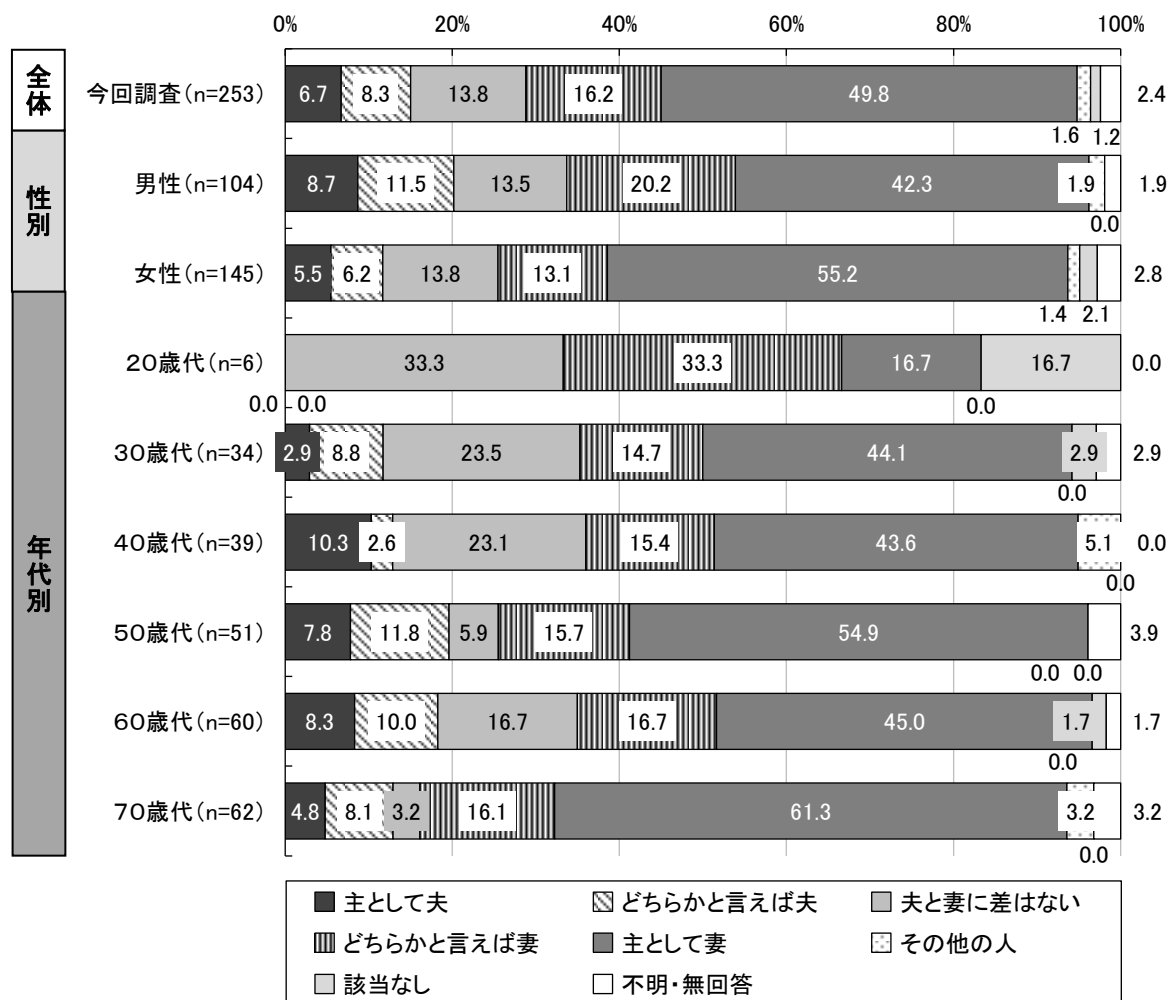 0% 20% 40% 60% 80% 100%
全体
今回調査(n=253) 6.7 8.3 13.8 16.2 49.8 2.4
1.6 1.2
性別
男性(n=104) 8.7 11.5 13.5 20.2 42.3 1.9 1.9
0.0
女性(n=145) 5.5 6.2 13.8 13.1 55.2 2.8
1.4 2.1
年代別
20歳代(n=6) 33.3 33.3 16.7 16.7 0.0
0.0 0.0 0.0
30歳代(n=34) 2.9 8.8 23.5 14.7 44.1 2.9 2.9
0.0
40歳代(n=39) 10.3 2.6 23.1 15.4 43.6 5.1 0.0
0.0
50歳代(n=51) 7.8 11.8 5.9 15.7 54.9 3.9
0.0 0.0
60歳代(n=60) 8.3 10.0 16.7 16.7 45.0 1.7 1.7
0.0
70歳代(n=62) 4.8 8.1 3.2 16.1 61.3 3.2 3.2
0.0
主として夫 どちらかと言えば夫 夫と妻に差はない
どちらかと言えば妻 主として妻 その他の人
該当なし 不明・無回答